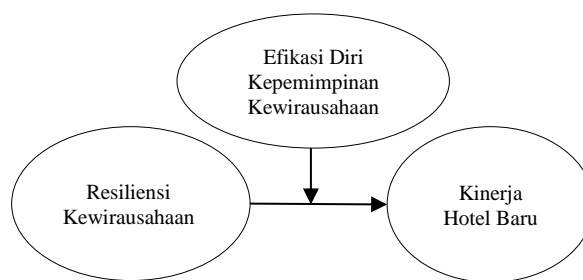 Efikasi Diri
Kepemimpinan
Kewirausahaan
Resiliensi
Kewirausahaan
Kinerja
Hotel Baru